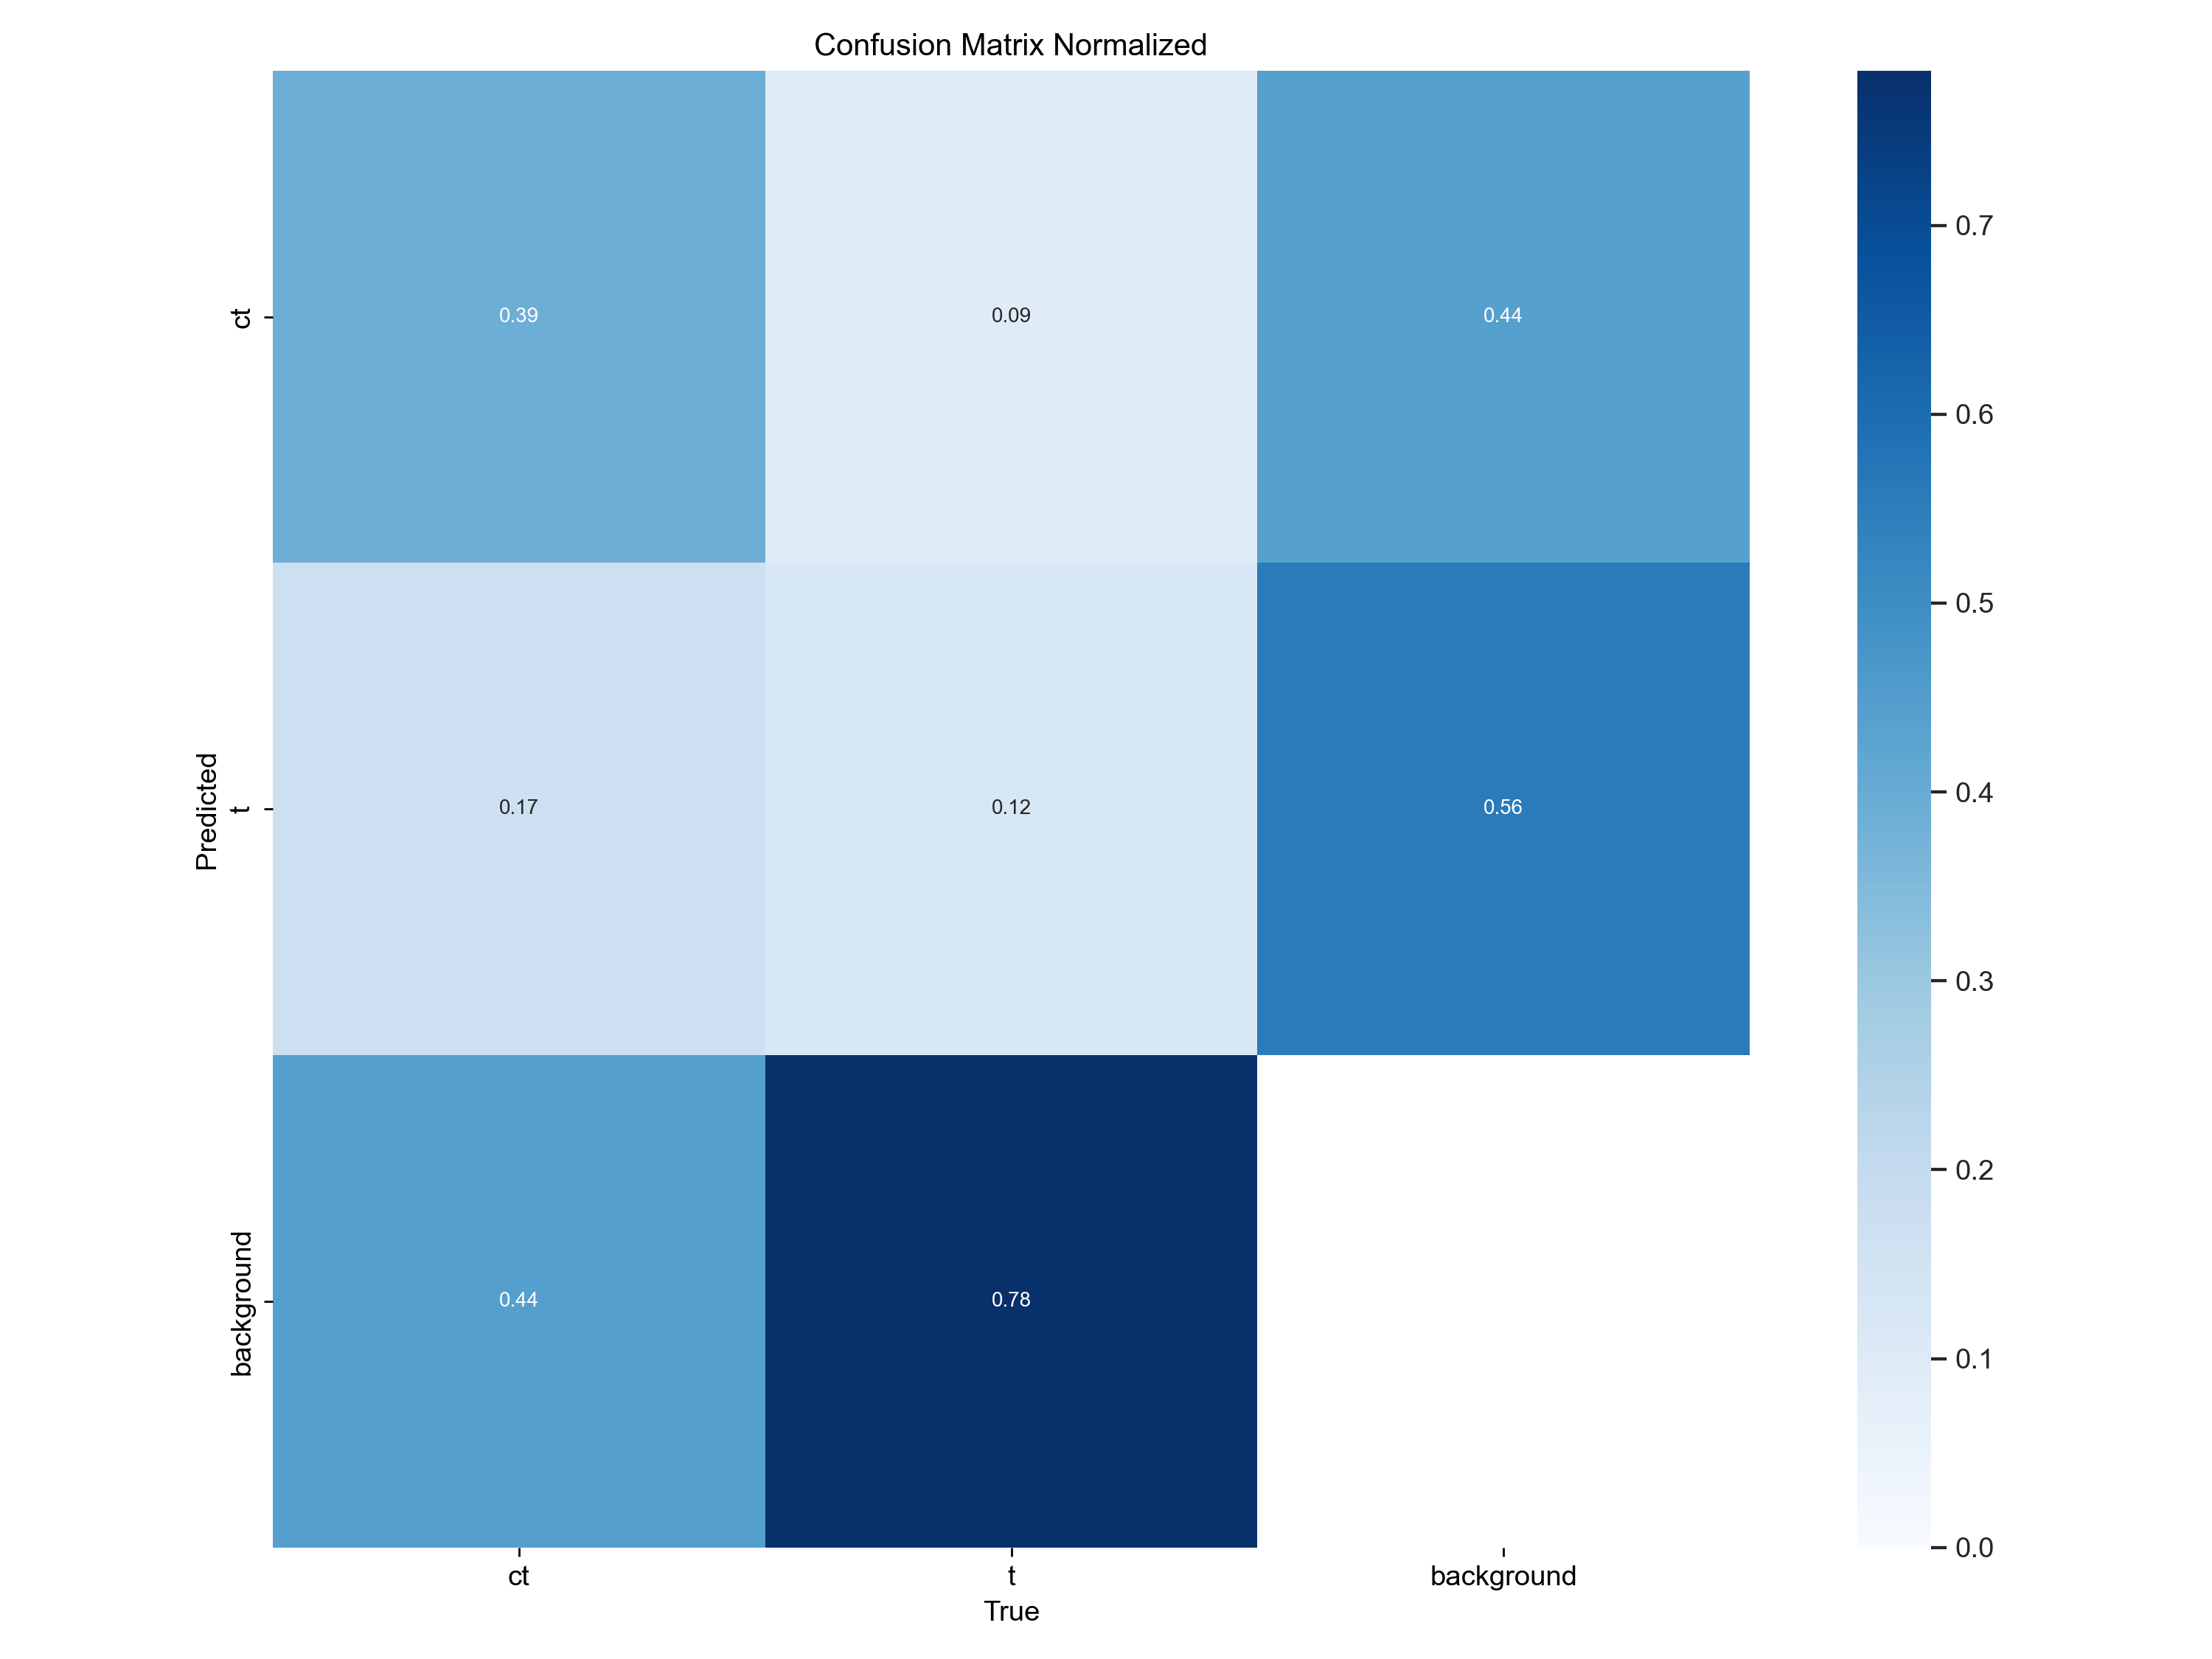 Confusion Matrix Normalized
Predicted
ct
0.39
0.09
0.44
t
0.17
0.12
0.56
background
0.44
0.78
ct
t
background
True
0.7
0.6
0.5
0.4
0.3
0.2
0.1
0.0